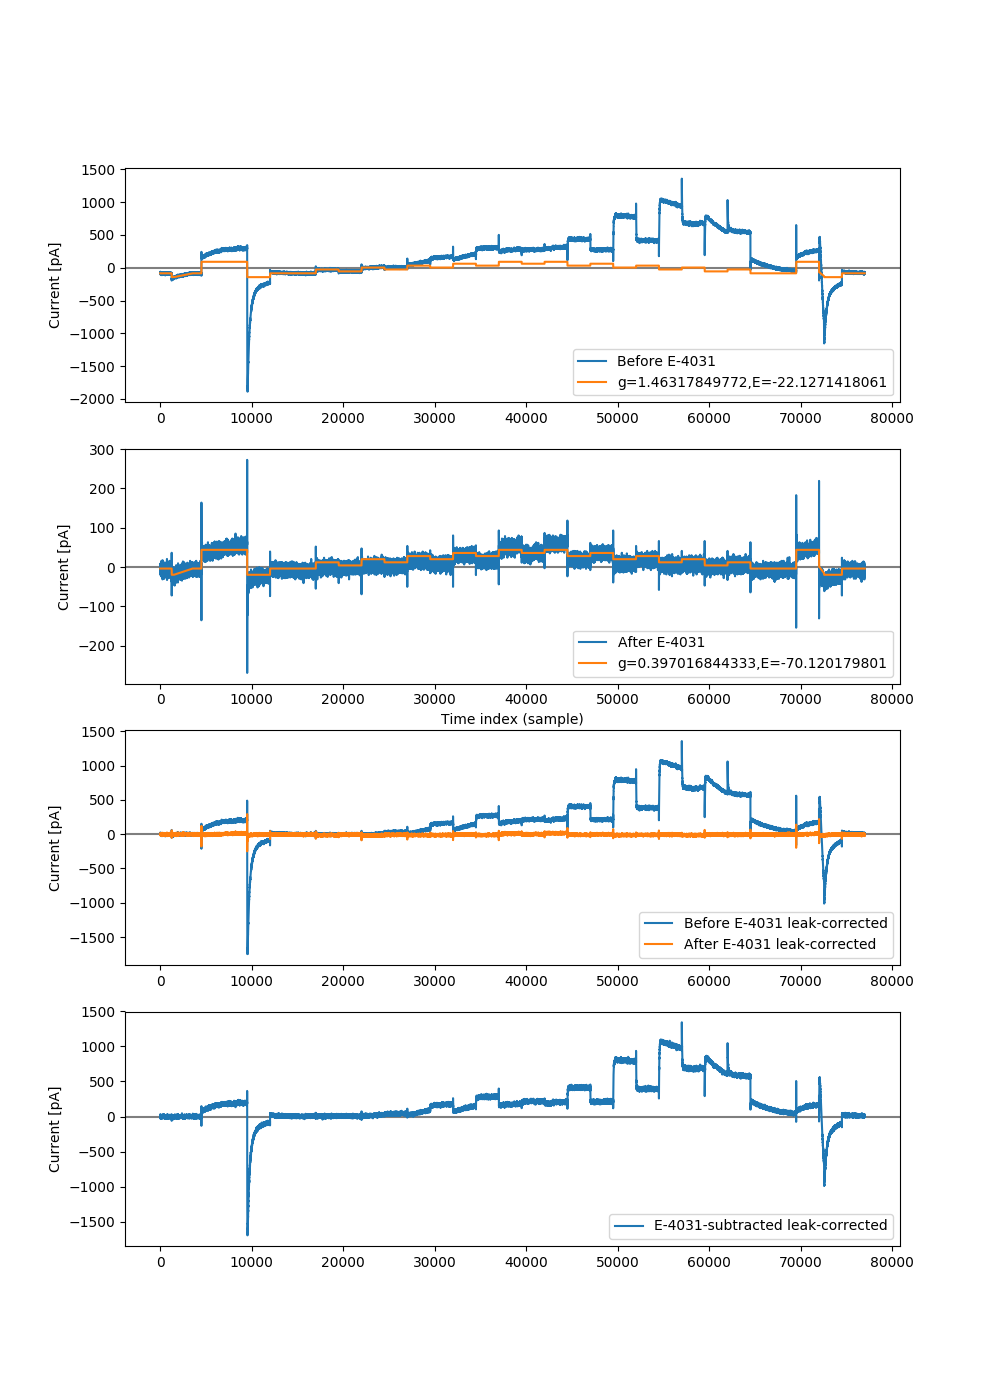 1500
1000
500
0
−500
−1000
−1500
−2000
Current [pA]
Before E-4031
g=1.46317849772,E=-22.1271418061
0 10000 20000 30000 40000 50000 60000 70000 80000
300
200
100
0
−100
−200
Current [pA]
After E-4031
g=0.397016844333,E=-70.120179801
0 10000 20000 30000 40000 50000 60000 70000 80000
Time index (sample)
1500
1000
500
0
−500
−1000
−1500
Current [pA]
Before E-4031 leak-corrected
After E-4031 leak-corrected
0 10000 20000 30000 40000 50000 60000 70000 80000
1500
1000
500
0
−500
−1000
−1500
Current [pA]
E-4031-subtracted leak-corrected
0 10000 20000 30000 40000 50000 60000 70000 80000